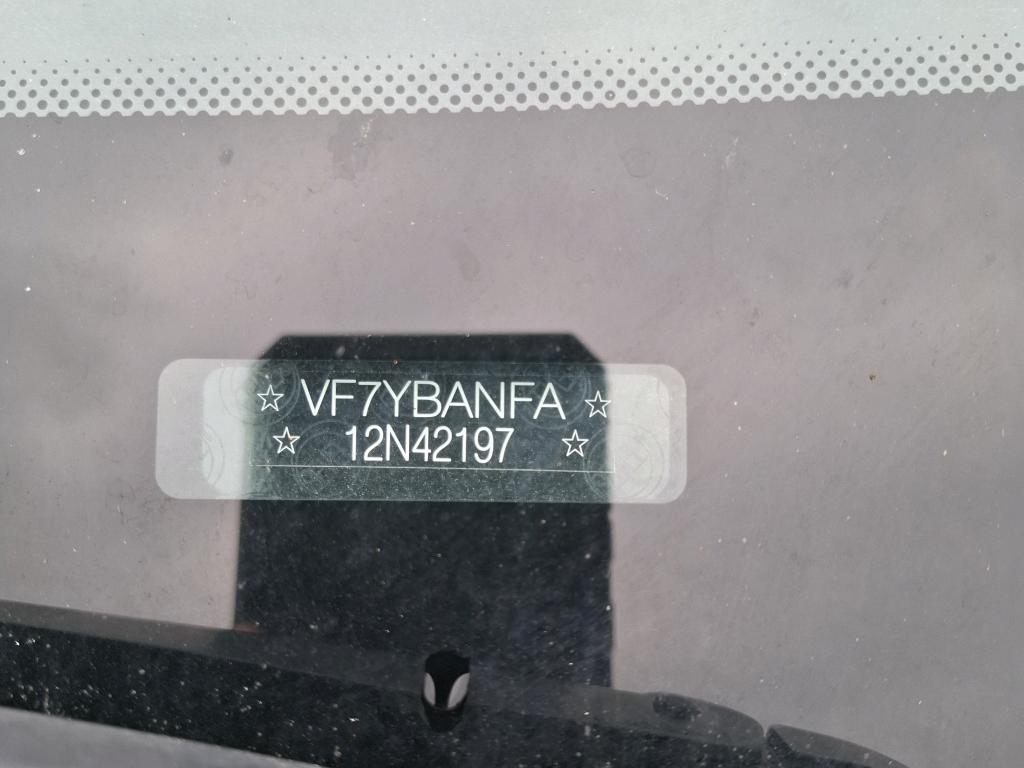 ☆ VF7YBANFA ☆
☆ 12N42197 ☆